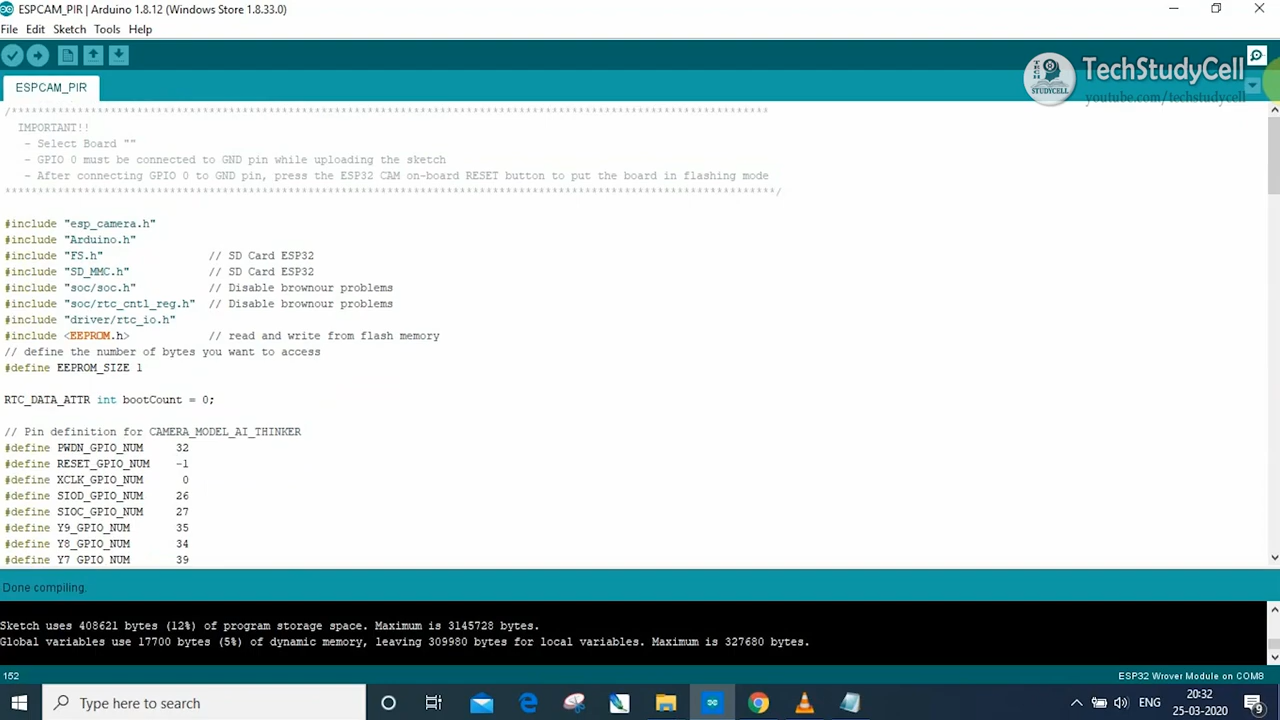 ESPCAM_PIR | Arduino 1.8.12 (Windows Store 1.8.33.0)
File Edit Sketch Tools Help
TechStudyCell
TECH
STUDYCELL
youtube.com/techstudycell
ESPCAM_PIR
/*********************************************************************************************************************
IMPORTANT!!
- Select Board ""
- GPIO 0 must be connected to GND pin while uploading the sketch
- After connecting GPIO 0 to GND pin, press the ESP32 CAM on-board RESET button to put the board in flashing mode
*********************************************************************************************************************/
#include "esp_camera.h"
#include "Arduino.h"
#include "FS.h" // SD Card ESP32
#include "SD_MMC.h" // SD Card ESP32
#include "soc/soc.h" // Disable brownour problems
#include "soc/rtc_cntl_reg.h" // Disable brownour problems
#include "driver/rtc_io.h"
#include <EEPROM.h> // read and write from flash memory
// define the number of bytes you want to access
#define EEPROM_SIZE 1
RTC_DATA_ATTR int bootCount = 0;
// Pin definition for CAMERA_MODEL_AI_THINKER
#define PWDN_GPIO_NUM 32
#define RESET_GPIO_NUM -1
#define XCLK_GPIO_NUM 0
#define SIOD_GPIO_NUM 26
#define SIOC_GPIO_NUM 27
#define Y9_GPIO_NUM 35
#define Y8_GPIO_NUM 34
#define Y7_GPIO_NUM 39
Done compiling.
Sketch uses 408621 bytes (12%) of program storage space. Maximum is 3145728 bytes.
Global variables use 17700 bytes (5%) of dynamic memory, leaving 309980 bytes for local variables. Maximum is 327680 bytes.
152
ESP32 Wrover Module on COM8
Type here to search
ENG
20:32
25-03-2020
9